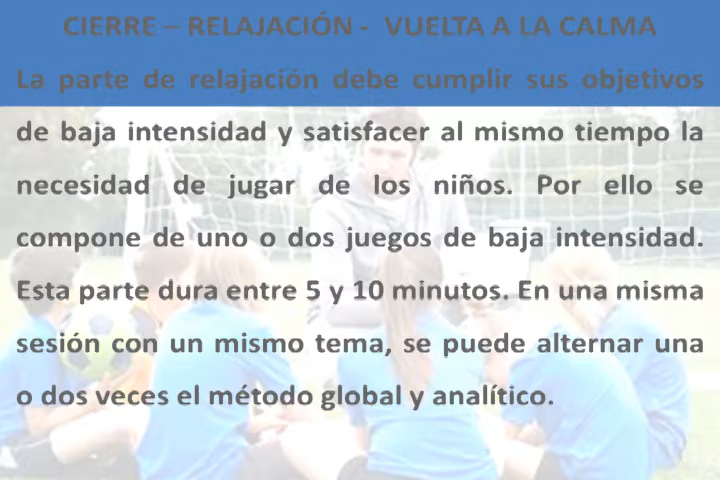 CIERRE – RELAJACIÓN - VUELTA A LA CALMA
La parte de relajación debe cumplir sus objetivos
de baja intensidad y satisfacer al mismo tiempo la
necesidad de jugar de los niños. Por ello se
compone de uno o dos juegos de baja intensidad.
Esta parte dura entre 5 y 10 minutos. En una misma
sesión con un mismo tema, se puede alternar una
o dos veces el método global y analítico.